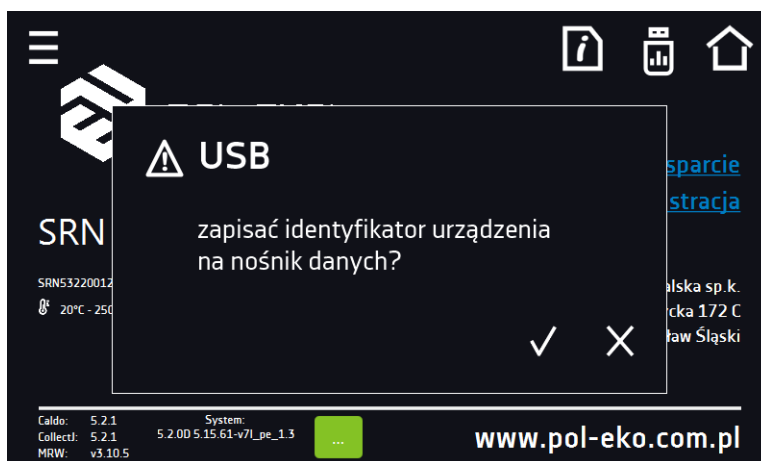 USB
sparcie
stracja
zapisać identyfikator urządzenia
na nośnik danych?
SRN
SRN53220012
20°C - 250
alska sp.k.
rcka 172 C
ław Śląski
Caldo: 5.2.1
CollectJ: 5.2.1
MRW: v3.10.5
System:
5.2.0D 5.15.61-v7l_pe_1.3
...
www.pol-eko.com.pl